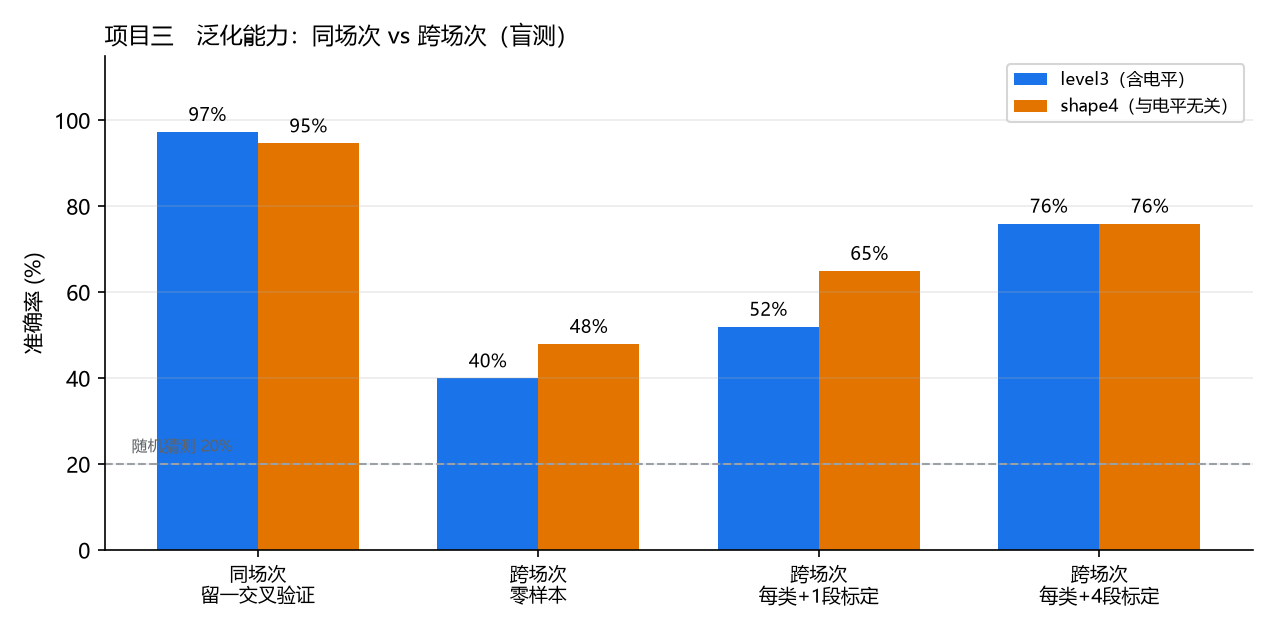 项目三 泛化能力：同场次 vs 跨场次（盲测）
level3（含电平）
shape4（与电平无关）
准确率 (%)
100
80
60
40
20
0
97%
95%
40%
48%
52%
65%
76%
76%
随机猜测 20%
同场次
留一交叉验证
跨场次
零样本
跨场次
每类+1段标定
跨场次
每类+4段标定